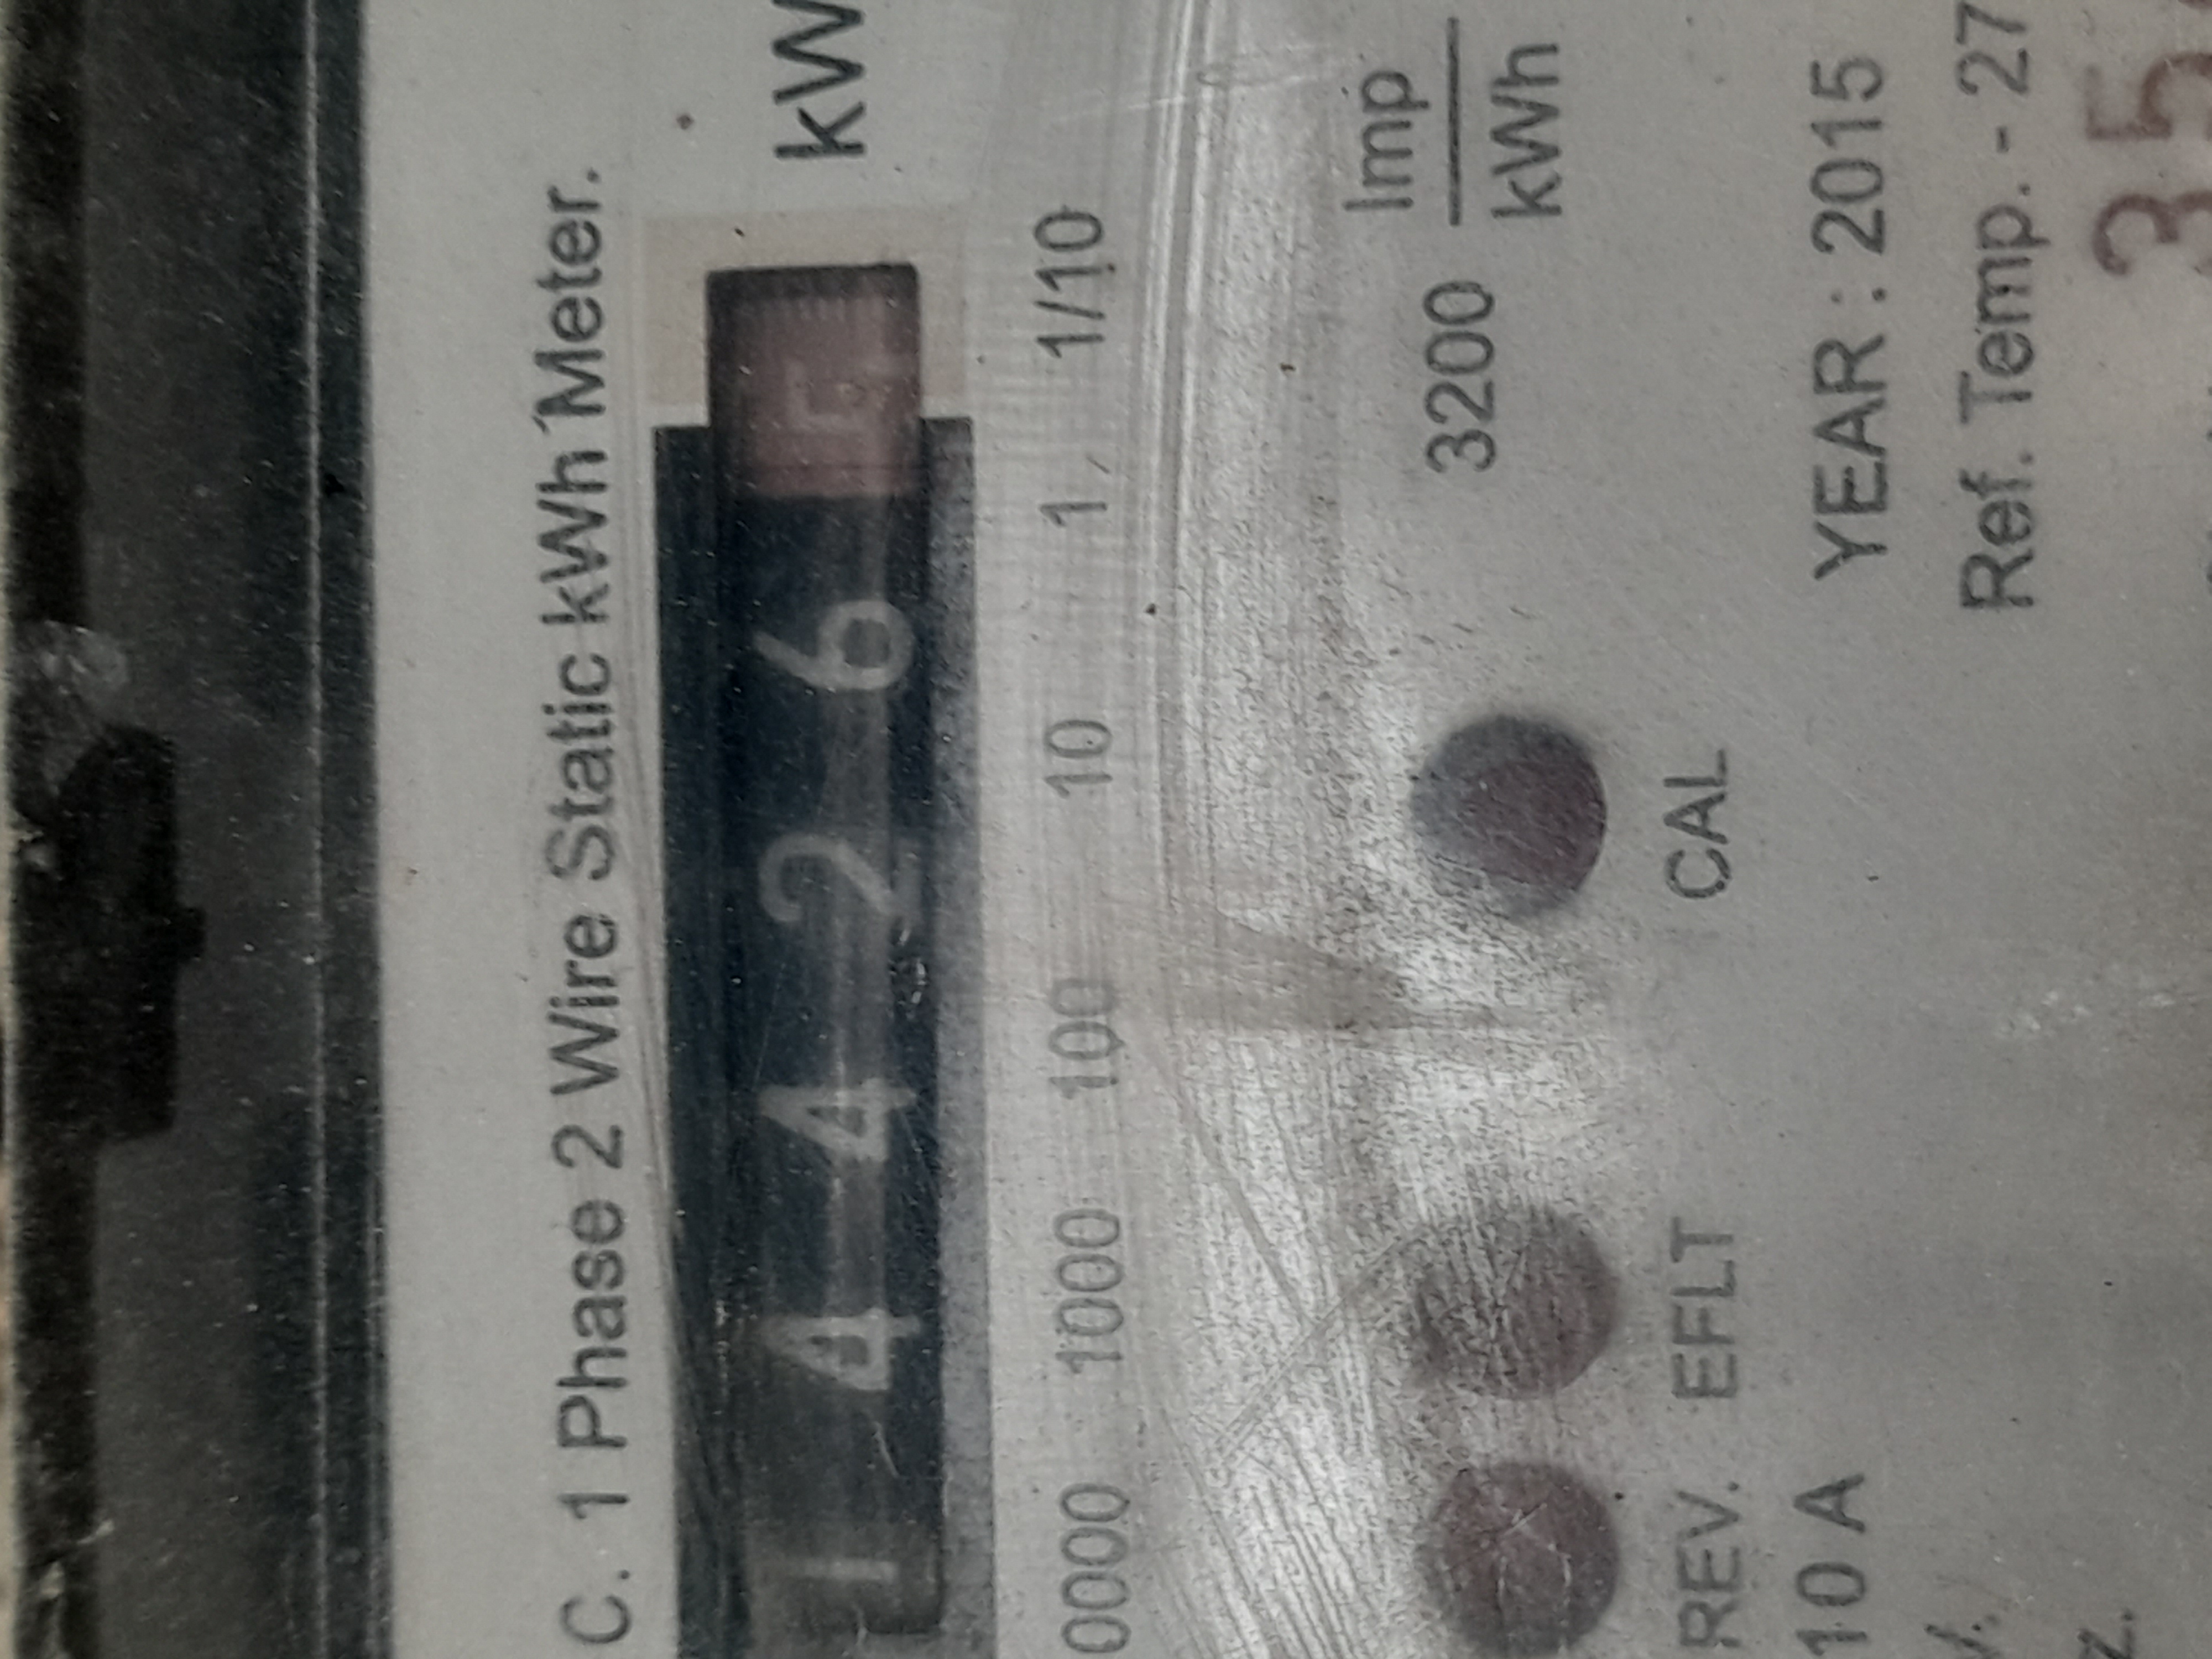 C. 1 Phase 2 Wire Static kWh Meter.
1 4 4 2 6 kW
0000 1000 100 10 1 1/10
3200 Imp/kWh
REV. EFLT CAL
10 A YEAR : 2015
Ref. Temp. - 27
35